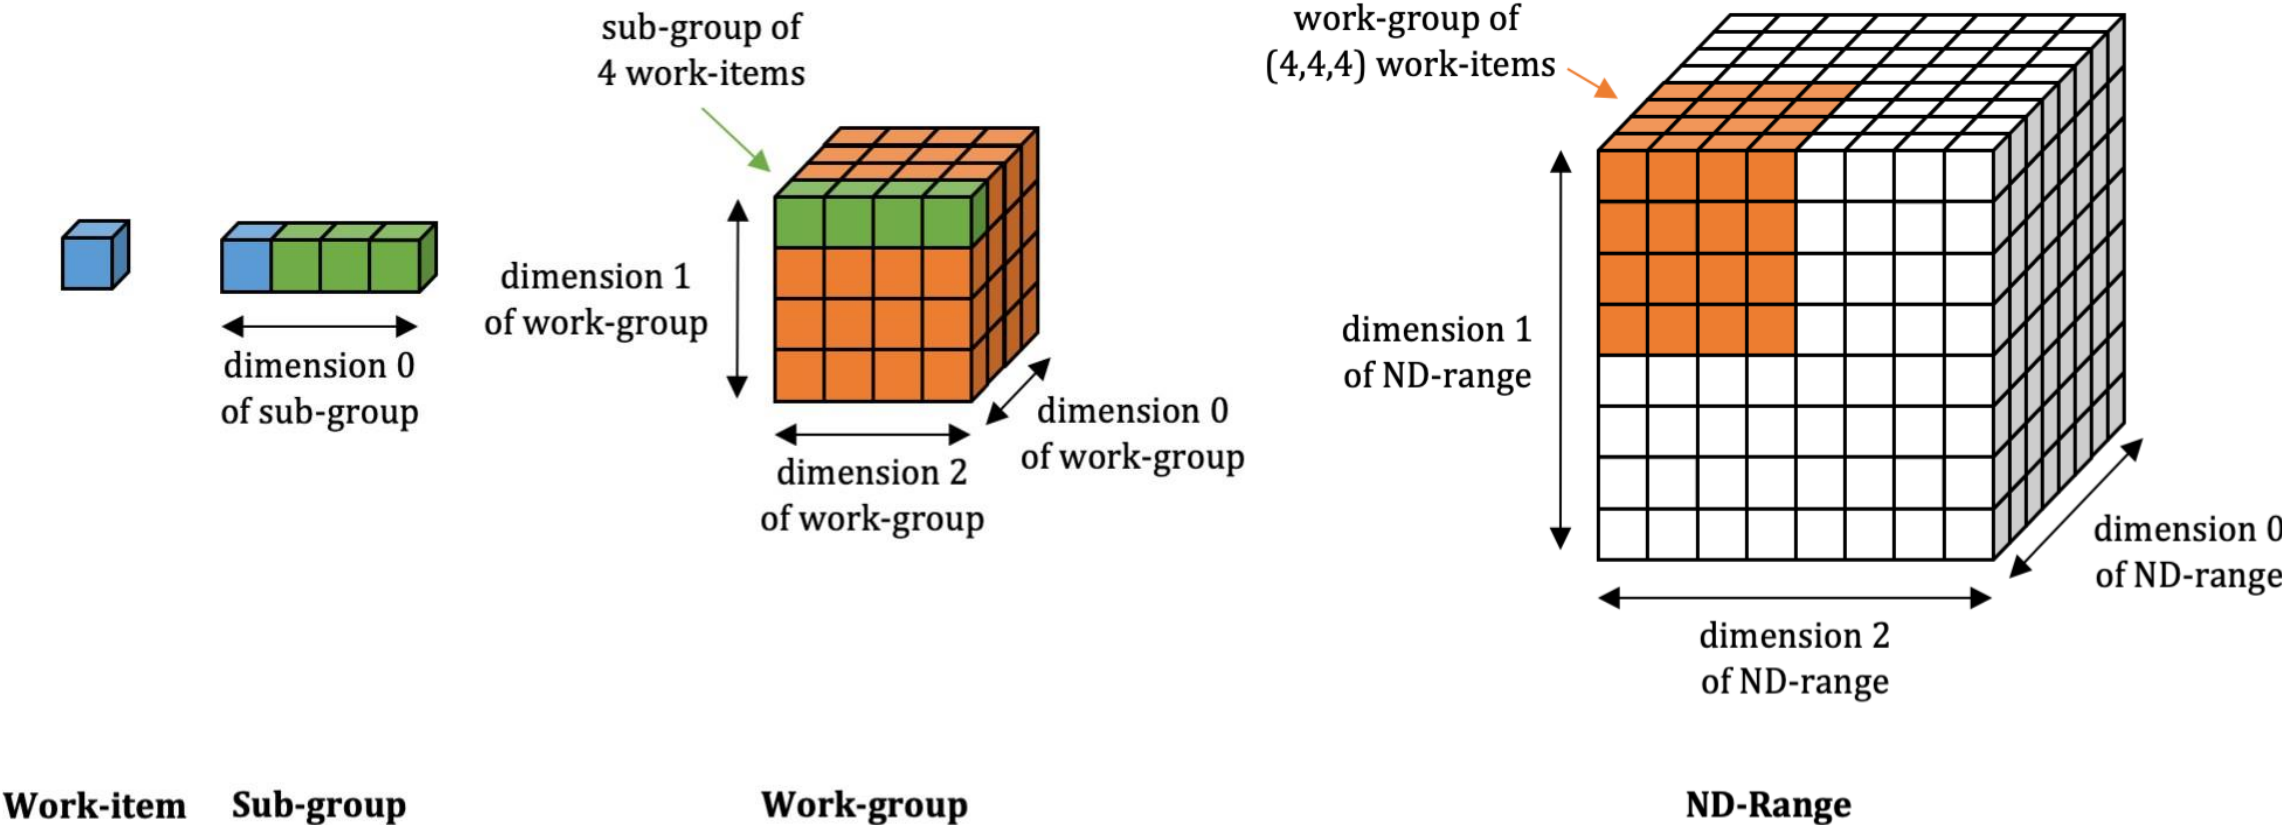 sub-group of
4 work-items
work-group of
(4,4,4) work-items
dimension 0
of sub-group
dimension 1
of work-group
dimension 0
of work-group
dimension 2
of work-group
dimension 1
of ND-range
dimension 0
of ND-range
dimension 2
of ND-range
Work-item
Sub-group
Work-group
ND-Range